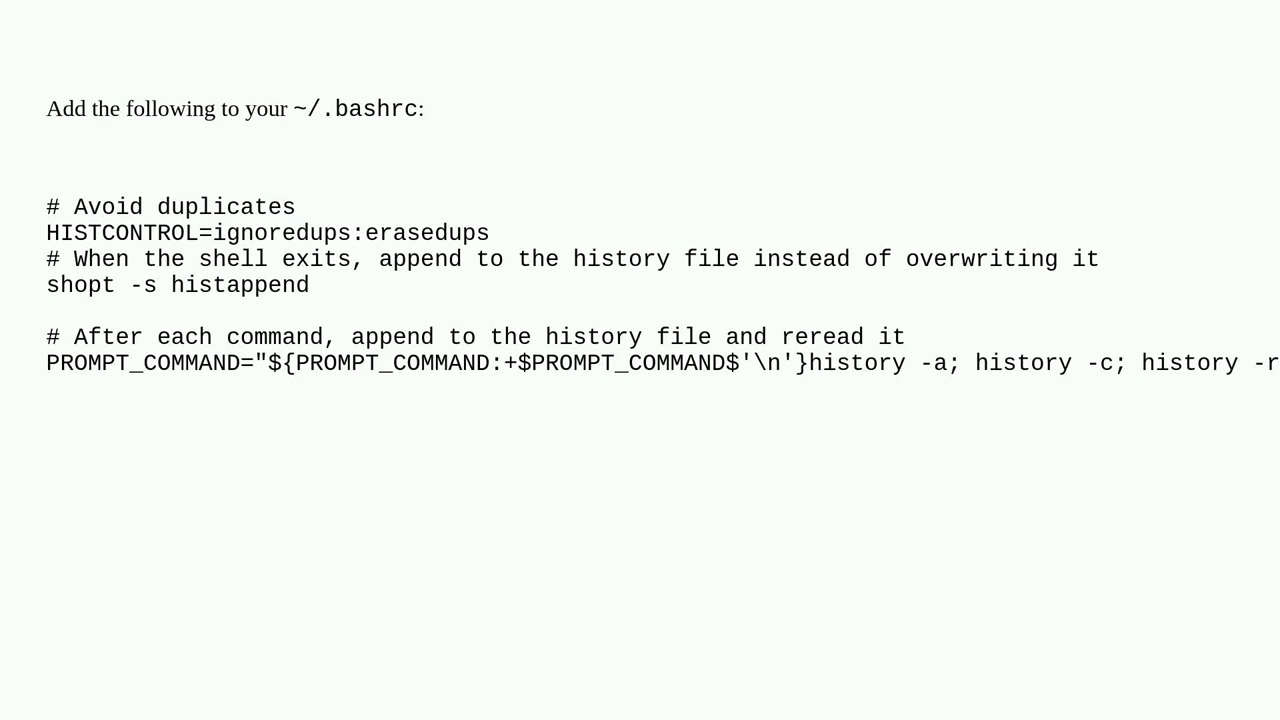 Add the following to your ~/.bashrc:
# Avoid duplicates
HISTCONTROL=ignoredups:erasedups
# When the shell exits, append to the history file instead of overwriting it
shopt -s histappend
# After each command, append to the history file and reread it
PROMPT_COMMAND="${PROMPT_COMMAND:+$PROMPT_COMMAND$'\n'}history -a; history -c; history -r